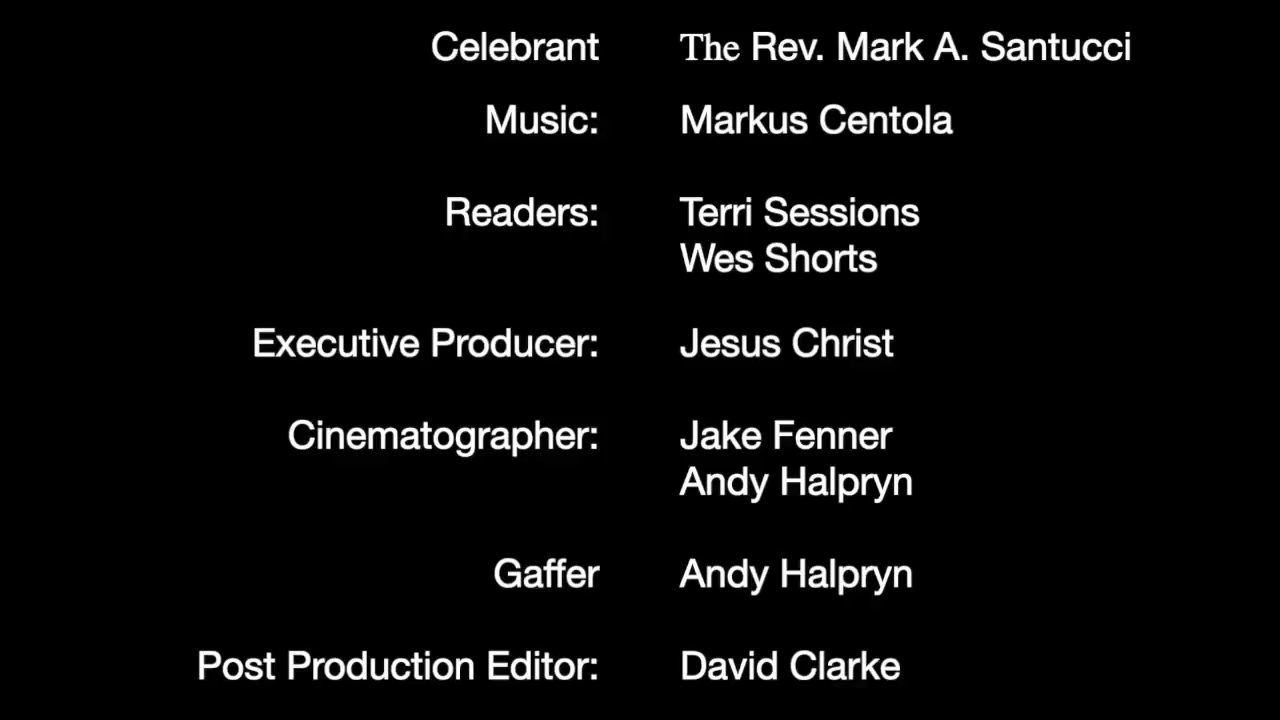 Celebrant The Rev. Mark A. Santucci
Music: Markus Centola
Readers: Terri Sessions
Wes Shorts
Executive Producer: Jesus Christ
Cinematographer: Jake Fenner
Andy Halpryn
Gaffer Andy Halpryn
Post Production Editor: David Clarke